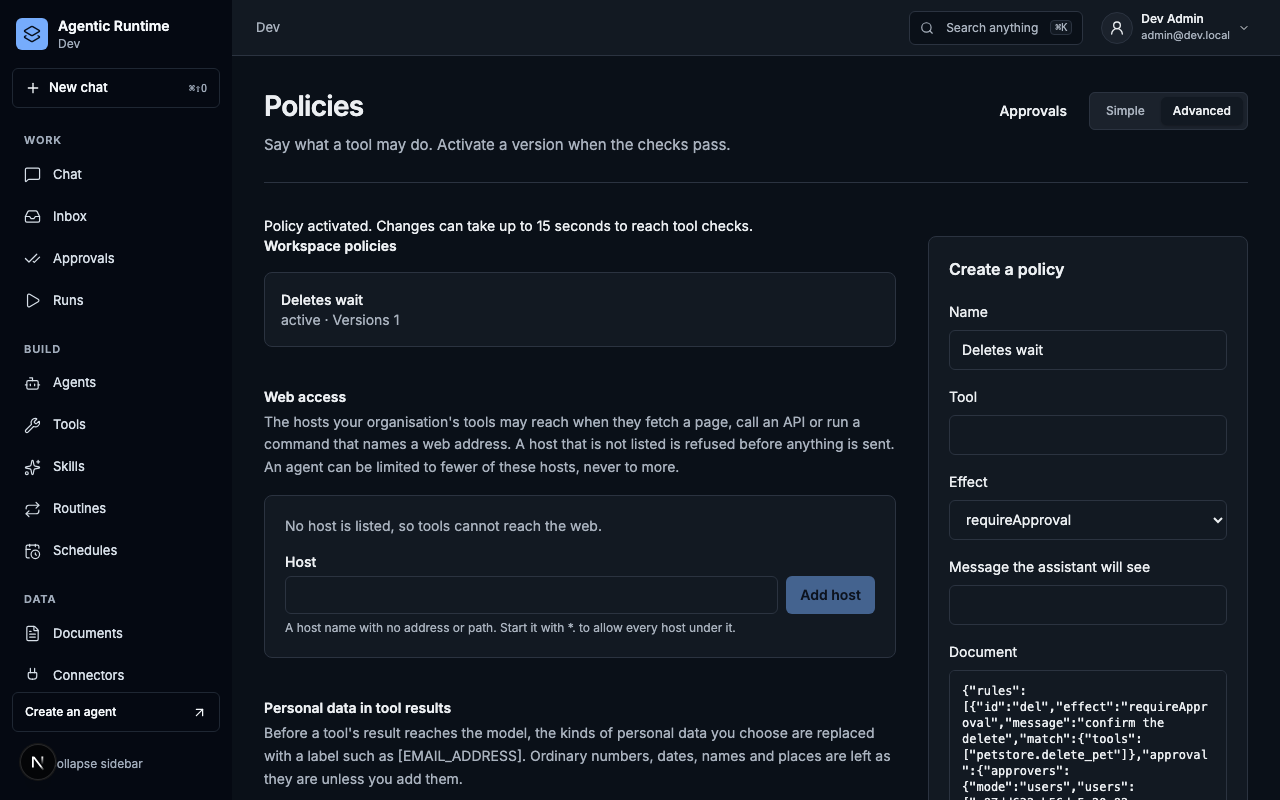 Agentic Runtime
Dev
New chat
⌘⇧O
WORK
Chat
Inbox
Approvals
Runs
BUILD
Agents
Tools
Skills
Routines
Schedules
DATA
Documents
Connectors
Create an agent
N
ollapse sidebar
Dev
Search anything
⌘K
Dev Admin
admin@dev.local
Policies
Say what a tool may do. Activate a version when the checks pass.
Approvals
Simple
Advanced
Policy activated. Changes can take up to 15 seconds to reach tool checks.
Workspace policies
Deletes wait
active · Versions 1
Web access
The hosts your organisation's tools may reach when they fetch a page, call an API or run a
command that names a web address. A host that is not listed is refused before anything is sent.
An agent can be limited to fewer of these hosts, never to more.
No host is listed, so tools cannot reach the web.
Host
Add host
A host name with no address or path. Start it with *. to allow every host under it.
Personal data in tool results
Before a tool's result reaches the model, the kinds of personal data you choose are replaced
with a label such as [EMAIL_ADDRESS]. Ordinary numbers, dates, names and places are left as
they are unless you add them.
Create a policy
Name
Deletes wait
Tool
Effect
requireApproval
Message the assistant will see
Document
{"rules":
[{"id":"del","effect":"requireAppr
oval","message":"confirm the
delete","match":{"tools":
["petstore.delete_pet"]},"approval
":{"approvers":
{"mode":"users","users":